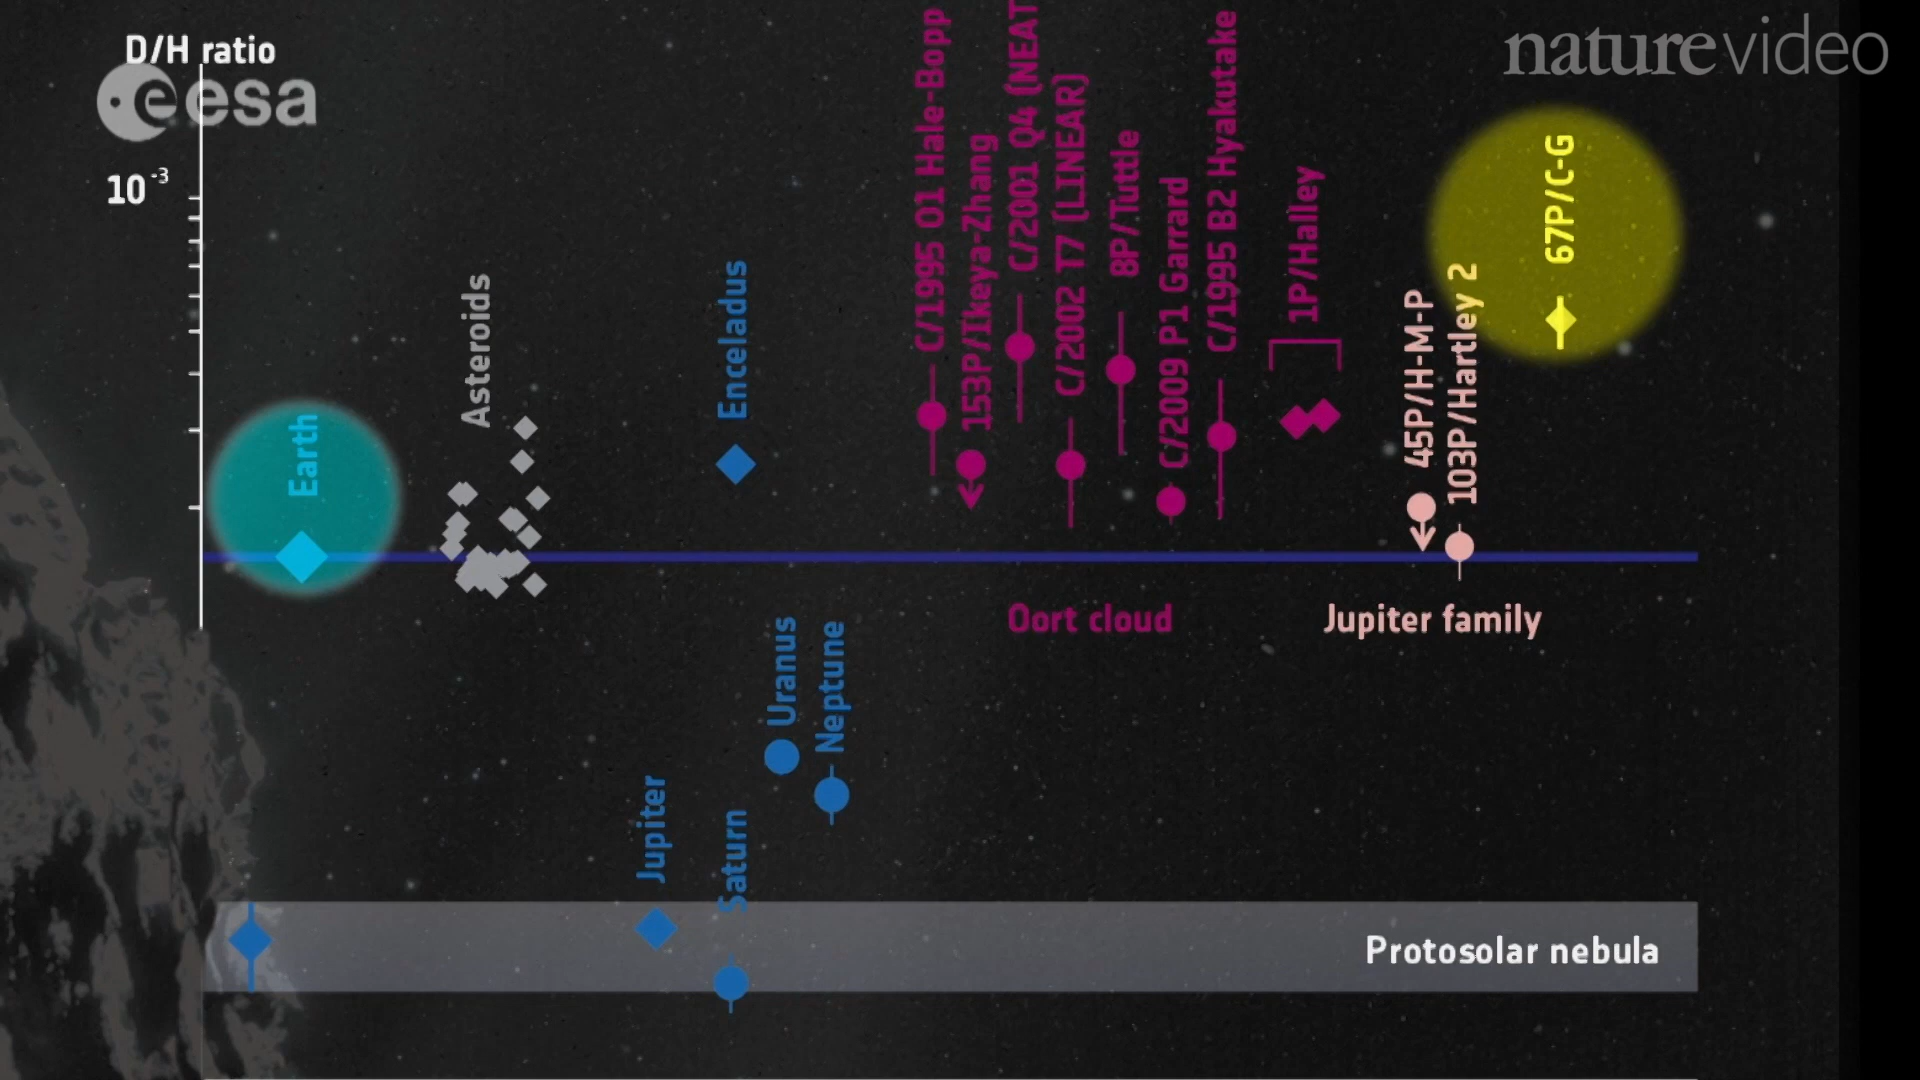 D/H ratio
esa
naturevideo
10-3
Earth
Asteroids
Enceladus
C/1995 O1 Hale-Bopp
153P/Ikeya-Zhang
C/2001 Q4 (NEAT
C/2002 T7 (LINEAR)
8P/Tuttle
C/2009 P1 Garrard
C/1995 B2 Hyakutake
1P/Halley
45P/H-M-P
103P/Hartley 2
67P/C-G
Oort cloud
Jupiter family
Uranus
Neptune
Jupiter
Saturn
Protosolar nebula